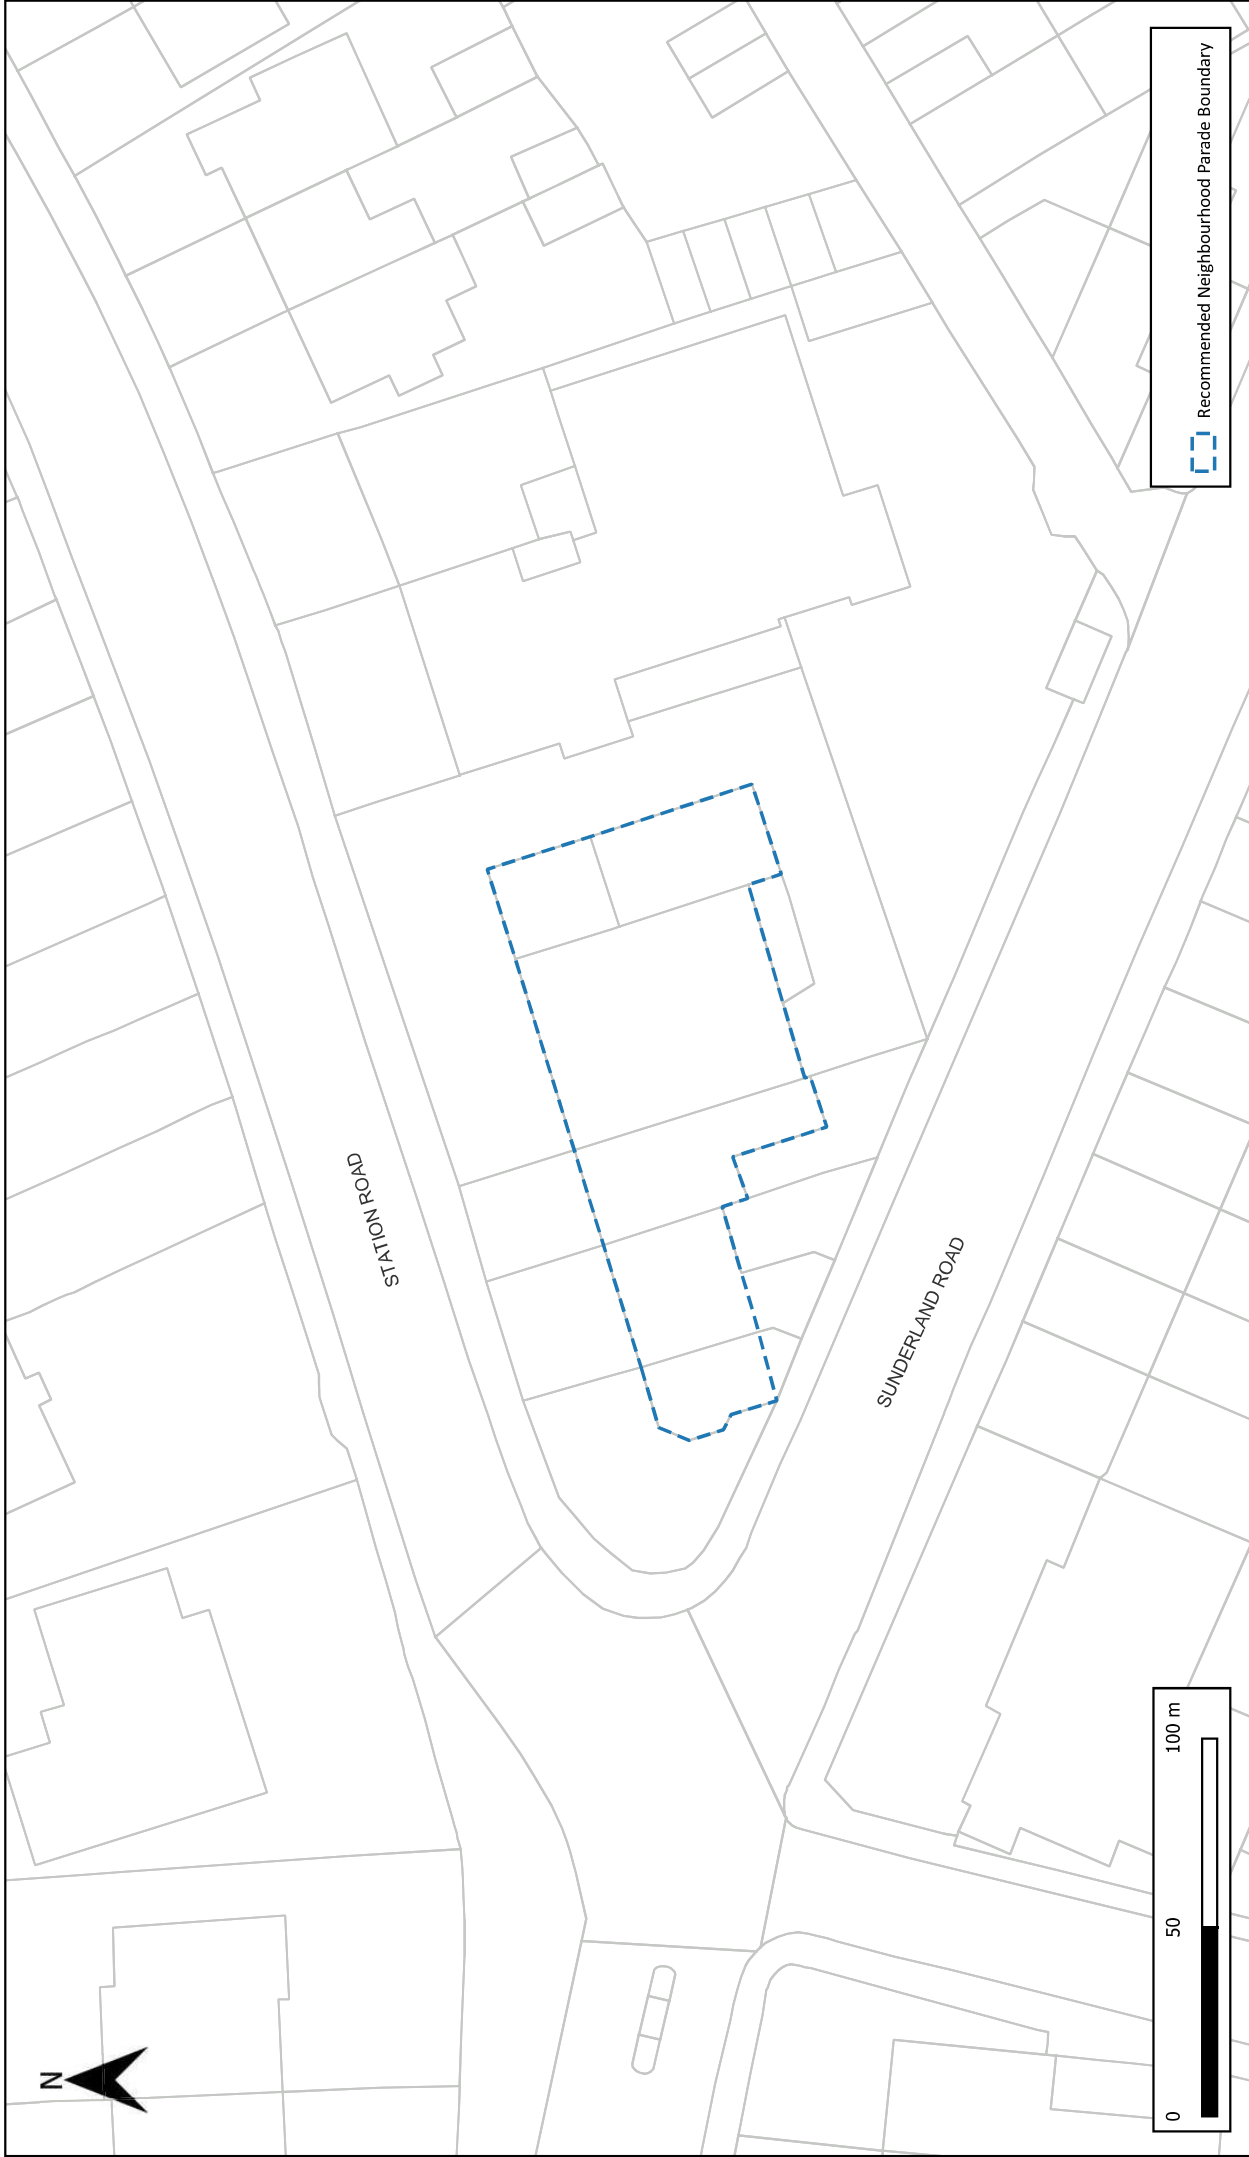 N
STATION ROAD
SUNDERLAND ROAD
0 50 100 m
Recommended Neighbourhood Parade Boundary